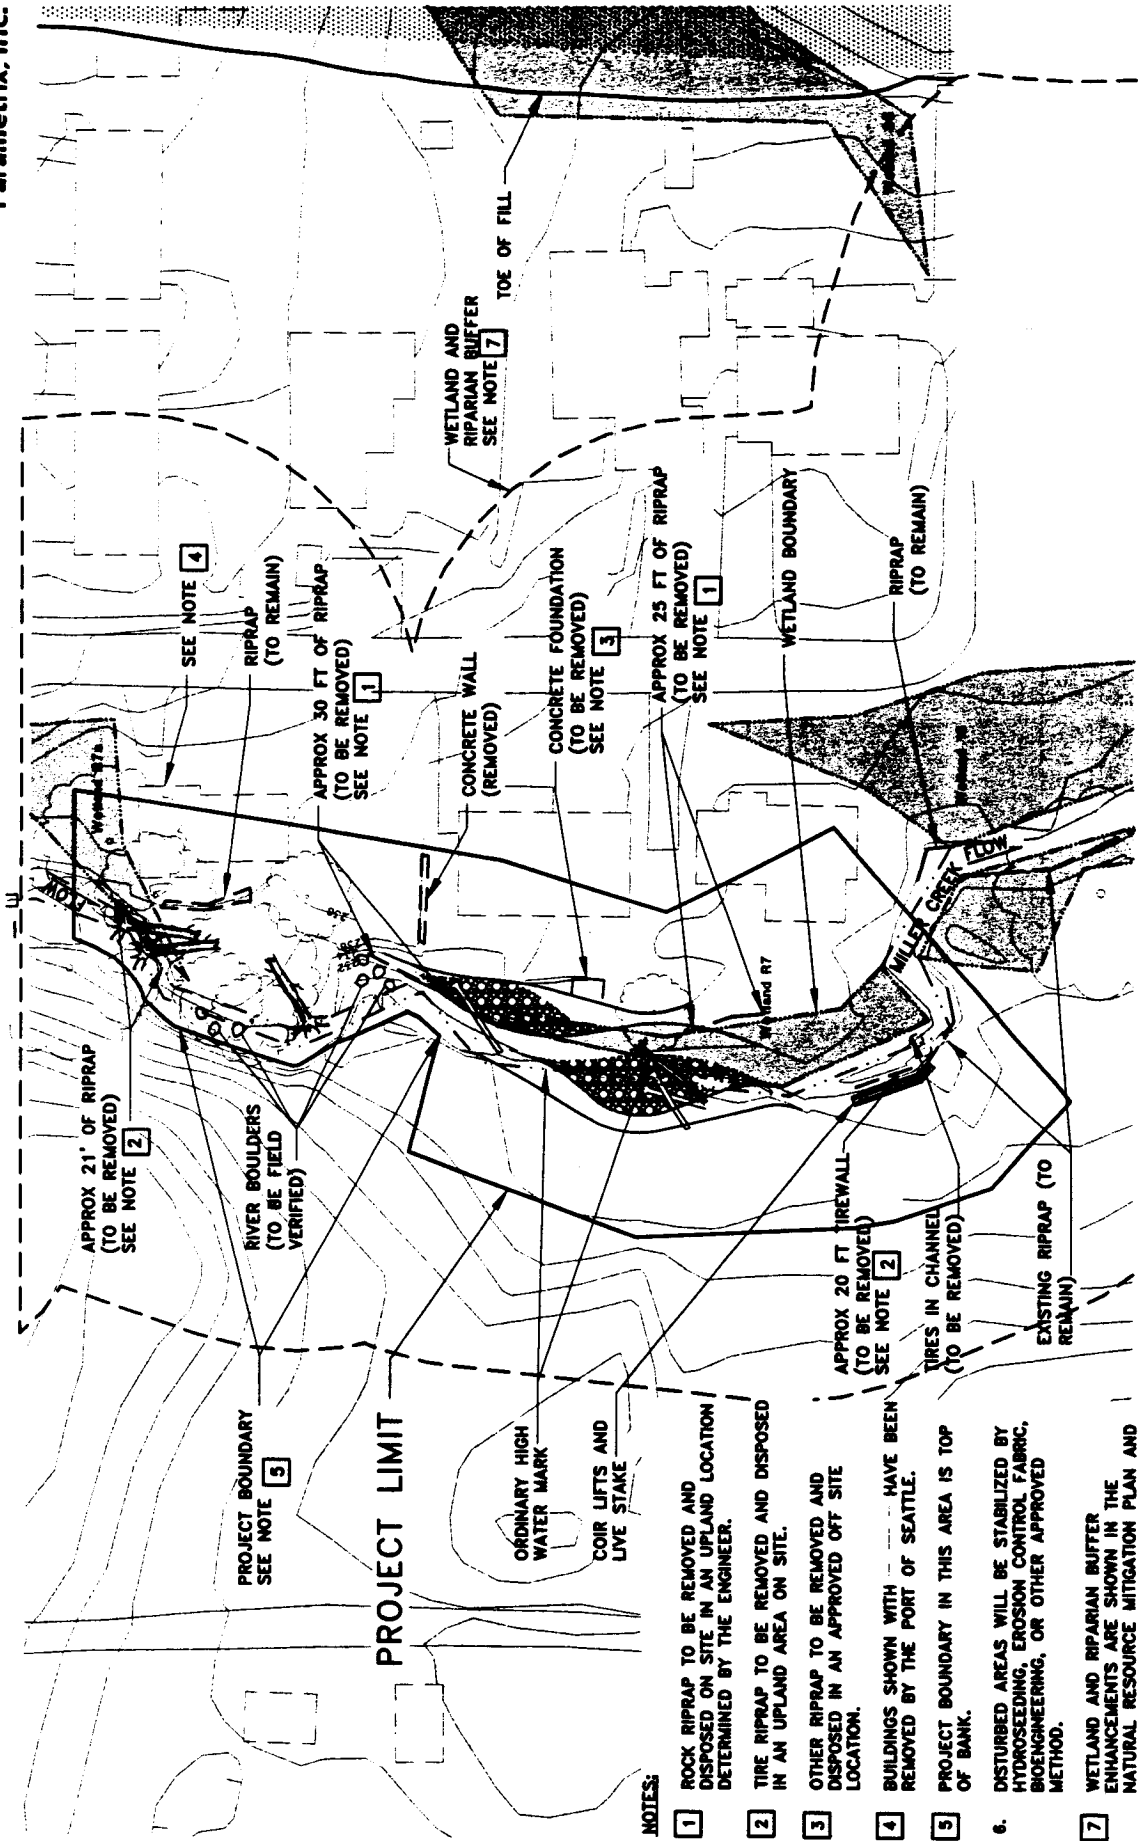 Parametrix, Inc.
APPROX 21' OF RIPRAP
(TO BE REMOVED)
SEE NOTE 2
FLOW
SEE NOTE 4
RIPRAP
(TO REMAIN)
PROJECT BOUNDARY
SEE NOTE 5
RIVER BOULDERS
(TO BE FIELD
VERIFIED)
APPROX 30 FT OF RIPRAP
(TO BE REMOVED)
SEE NOTE 1
WETLAND AND
RIPARIAN BUFFER
SEE NOTE 7
TOE OF FILL
PROJECT LIMIT
CONCRETE WALL
(REMOVED)
ORDINARY HIGH
WATER MARK
CONCRETE FOUNDATION
(TO BE REMOVED)
SEE NOTE 3
COIR LIFTS AND
LIVE STAKE
APPROX 25 FT OF RIPRAP
(TO BE REMOVED)
SEE NOTE 1
Wetland R7
WETLAND BOUNDARY
APPROX 20 FT TIREWALL
(TO BE REMOVED)
SEE NOTE 2
TIRES IN CHANNEL
(TO BE REMOVED)
MILLER CREEK
FLOW
RIPRAP
(TO REMAIN)
EXISTING RIPRAP (TO
REMAIN)
NOTES:
1 ROCK RIPRAP TO BE REMOVED AND
DISPOSED ON SITE IN AN UPLAND LOCATION
DETERMINED BY THE ENGINEER.
2 TIRE RIPRAP TO BE REMOVED AND DISPOSED
IN AN UPLAND AREA ON SITE.
3 OTHER RIPRAP TO BE REMOVED AND
DISPOSED IN AN APPROVED OFF SITE
LOCATION.
4 BUILDINGS SHOWN WITH - - - HAVE BEEN
REMOVED BY THE PORT OF SEATTLE.
5 PROJECT BOUNDARY IN THIS AREA IS TOP
OF BANK.
6. DISTURBED AREAS WILL BE STABILIZED BY
HYDROSEEDING, EROSION CONTROL FABRIC,
BIOENGINEERING, OR OTHER APPROVED
METHOD.
7 WETLAND AND RIPARIAN BUFFER
ENHANCEMENTS ARE SHOWN IN THE
NATURAL RESOURCE MITIGATION PLAN AND